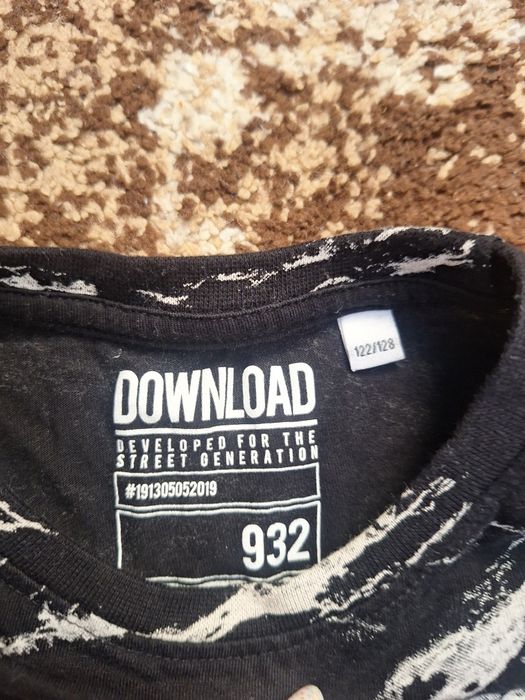 122/128
DOWNLOAD
DEVELOPED FOR THE
STREET GENERATION
#191305052019
932